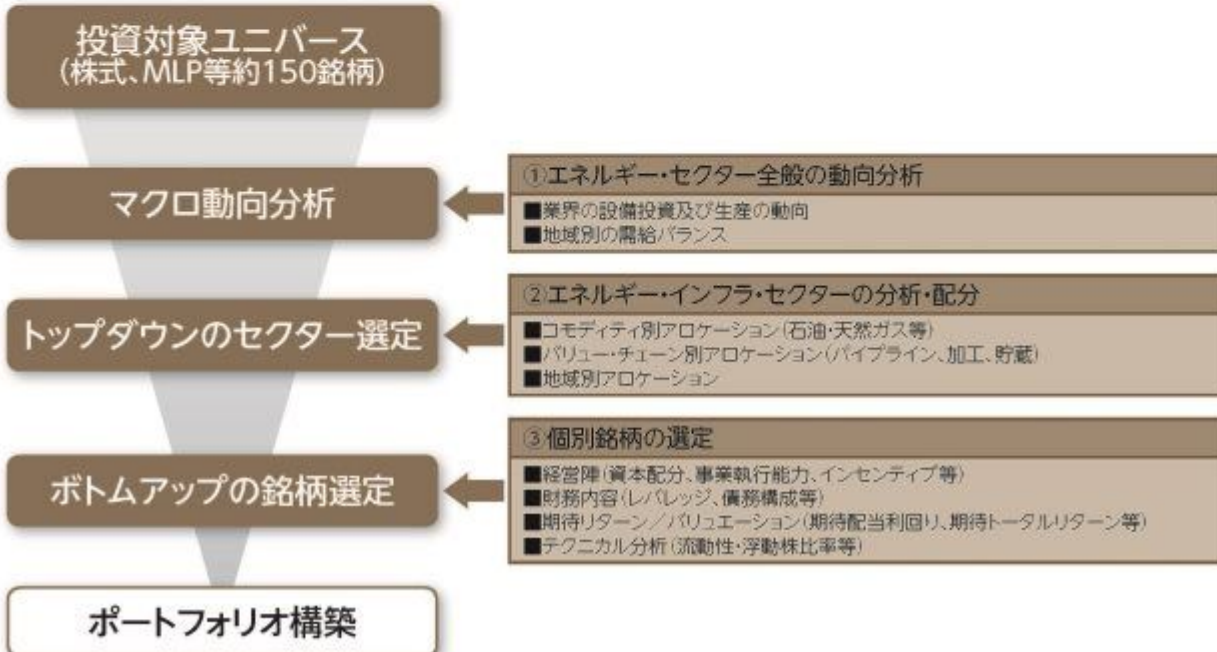 投資対象ユニバース
(株式、MLP等約150銘柄)
マクロ動向分析
①エネルギー・セクター全般の動向分析
■業界の設備投資及び生産の動向
■地域別の需給バランス
トップダウンのセクター選定
②エネルギー・インフラ・セクターの分析・配分
■コモディティ別アロケーション(石油・天然ガス等)
■バリュー・チェーン別アロケーション(パイプライン、加工、貯蔵)
■地域別アロケーション
ボトムアップの銘柄選定
③個別銘柄の選定
■経営陣(資本配分、事業執行能力、インセンティブ等)
■財務内容(レバレッジ、債務構成等)
■期待リターン/バリュエーション(期待配当利回り、期待トータルリターン等)
■テクニカル分析(流動性・浮動株比率等)
ポートフォリオ構築